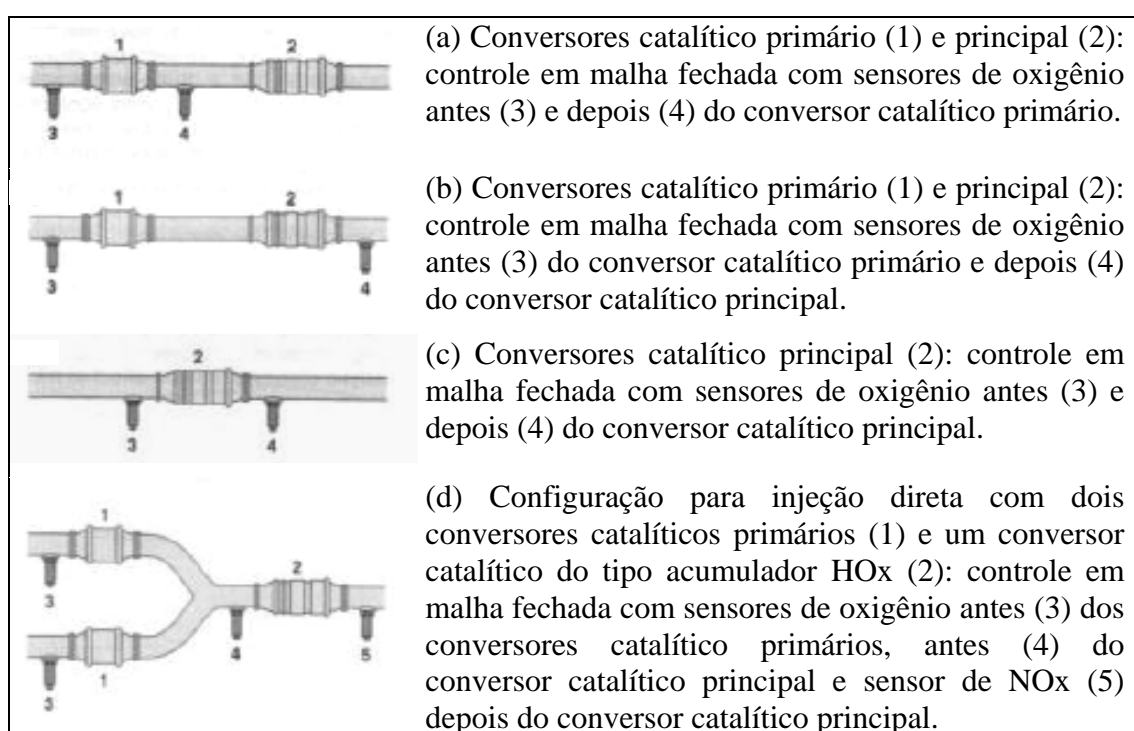 1
2
3
4
(a) Conversores catalítico primário (1) e principal (2):
controle em malha fechada com sensores de oxigênio
antes (3) e depois (4) do conversor catalítico primário.
1
2
3
4
(b) Conversores catalítico primário (1) e principal (2):
controle em malha fechada com sensores de oxigênio
antes (3) do conversor catalítico primário e depois (4)
do conversor catalítico principal.
2
3
4
(c) Conversores catalítico principal (2): controle em
malha fechada com sensores de oxigênio antes (3) e
depois (4) do conversor catalítico principal.
1
2
3
4
5
1
3
(d) Configuração para injeção direta com dois
conversores catalíticos primários (1) e um conversor
catalítico do tipo acumulador HOx (2): controle em
malha fechada com sensores de oxigênio antes (3) dos
conversores catalítico primários, antes (4) do
conversor catalítico principal e sensor de NOx (5)
depois do conversor catalítico principal.